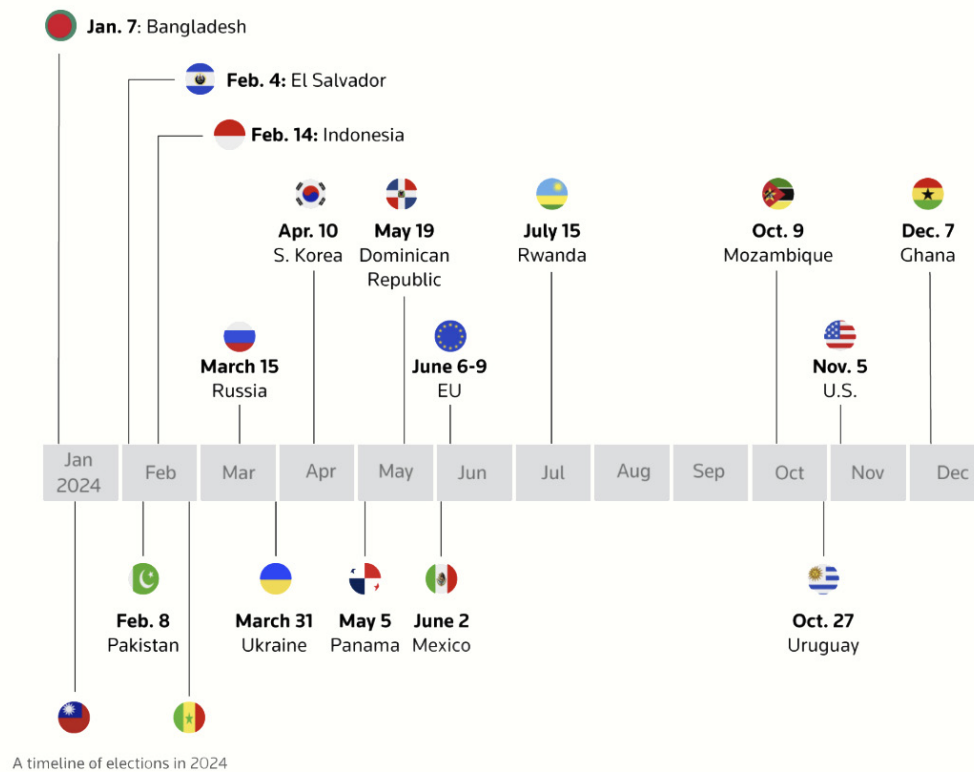 Jan. 7: Bangladesh
Feb. 4: El Salvador
Feb. 14: Indonesia
Apr. 10
S. Korea
May 19
Dominican
Republic
July 15
Rwanda
Oct. 9
Mozambique
Dec. 7
Ghana
March 15
Russia
June 6-9
EU
Nov. 5
U.S.
Jan
2024
Feb
Mar
Apr
May
Jun
Jul
Aug
Sep
Oct
Nov
Dec
Feb. 8
Pakistan
March 31
Ukraine
May 5
Panama
June 2
Mexico
Oct. 27
Uruguay
A timeline of elections in 2024